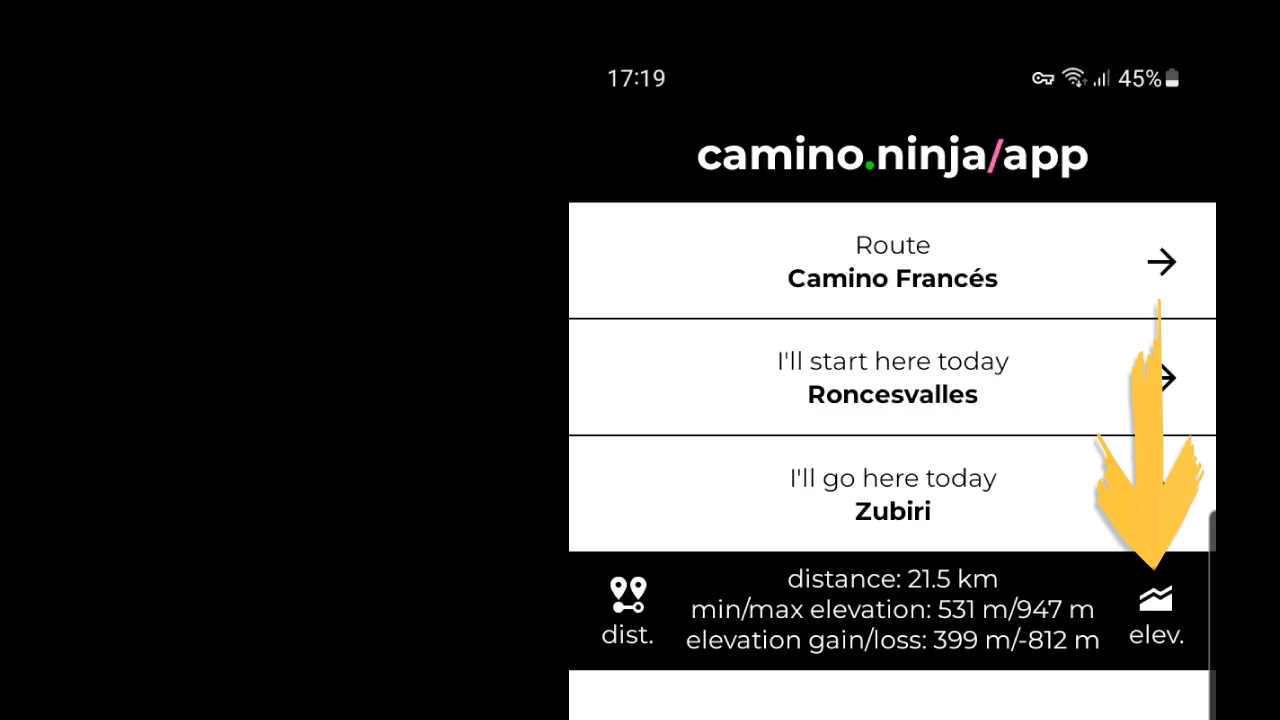 17:19
45%
camino.ninja/app
Route
Camino Francés
I'll start here today
Roncesvalles
I'll go here today
Zubiri
distance: 21.5 km
min/max elevation: 531 m/947 m
elevation gain/loss: 399 m/-812 m
dist.
elev.